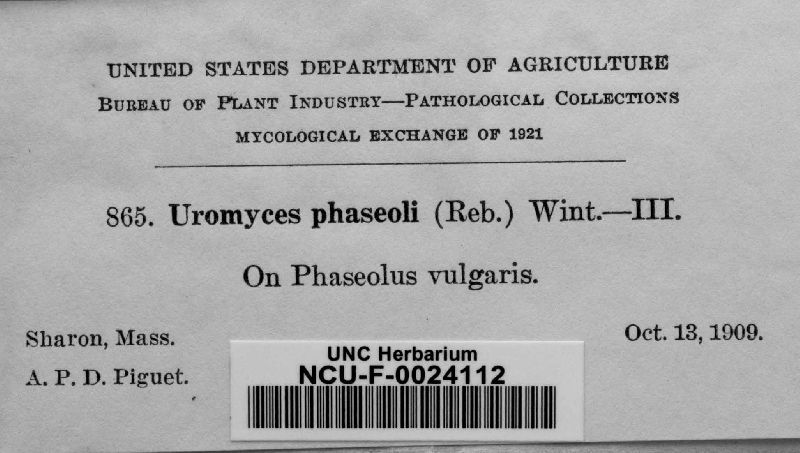 UNITED STATES DEPARTMENT OF AGRICULTURE
BUREAU OF PLANT INDUSTRY—PATHOLOGICAL COLLECTIONS
MYCOLOGICAL EXCHANGE OF 1921
865. Uromyces phaseoli (Reb.) Wint.—III.
On Phaseolus vulgaris.
Sharon, Mass.
Oct. 13, 1909.
A. P. D. Piguet.
UNC Herbarium
NCU-F-0024112